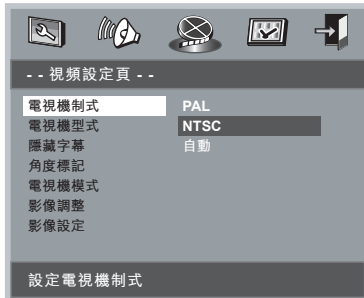 - - 視頻設定頁 - -
電視機制式 PAL
電視機型式 NTSC
隱藏字幕 自動
角度標記
電視機模式
影像調整
影像設定
設定電視機制式